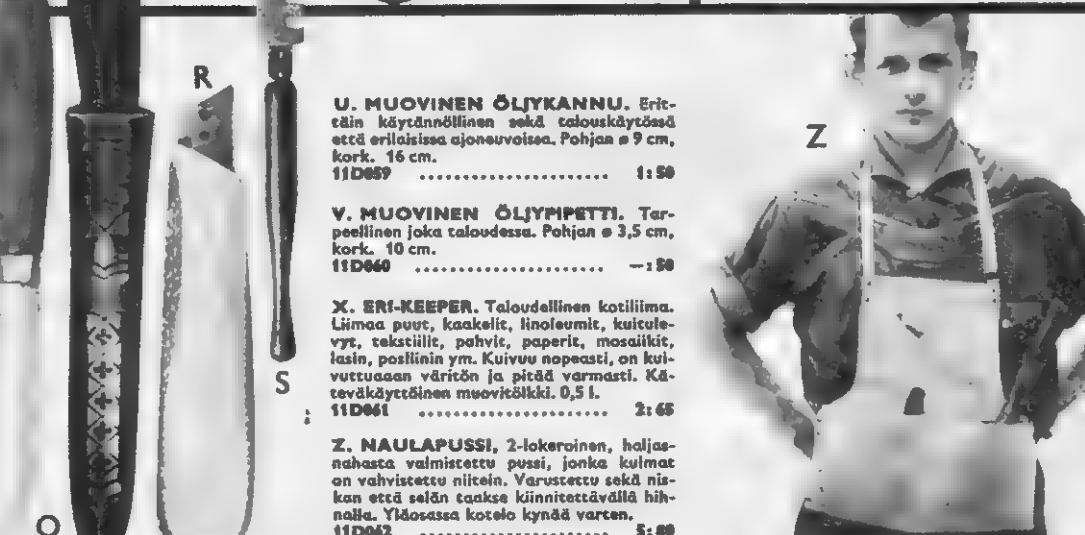 R
U. MUOVINEN ÖLJYKANNU. Erit-
täin käytännöllinen sekä talouskäytössä
että erilaisissa ajoneuvoissa. Pohjan ø 9 cm,
kork. 16 cm.
11D059 ...................... 1:50
V. MUOVINEN ÖLJYPIPETTI. Tar-
peellinen joka taloudessa. Pohjan ø 3,5 cm,
kork. 10 cm.
11D060 ...................... —:50
X. ERI-KEEPER. Taloudellinen kotiliima.
Liimaa puut, kaakelit, linoleumit, kuitule-
vyt, tekstiilit, pahvit, paperit, mosaiikit,
lasin, posliinin ym. Kuivuu nopeasti, on kui-
vuttuaan väritön ja pitää varmasti. Kä-
teväkäyttöinen muovitölkki. 0,5 l.
11D061 ...................... 2:65
Z. NAULAPUSSI, 2-lokeroinen, haljas-
nahasta valmistettu pussi, jonka kulmat
on vahvistettu niitein. Varustettu sekä nis-
kan että selän taakse kiinnitettävällä hih-
nalla. Yläosassa kotelo kynää varten.
11D062 ...................... 5:80
S
O
Z